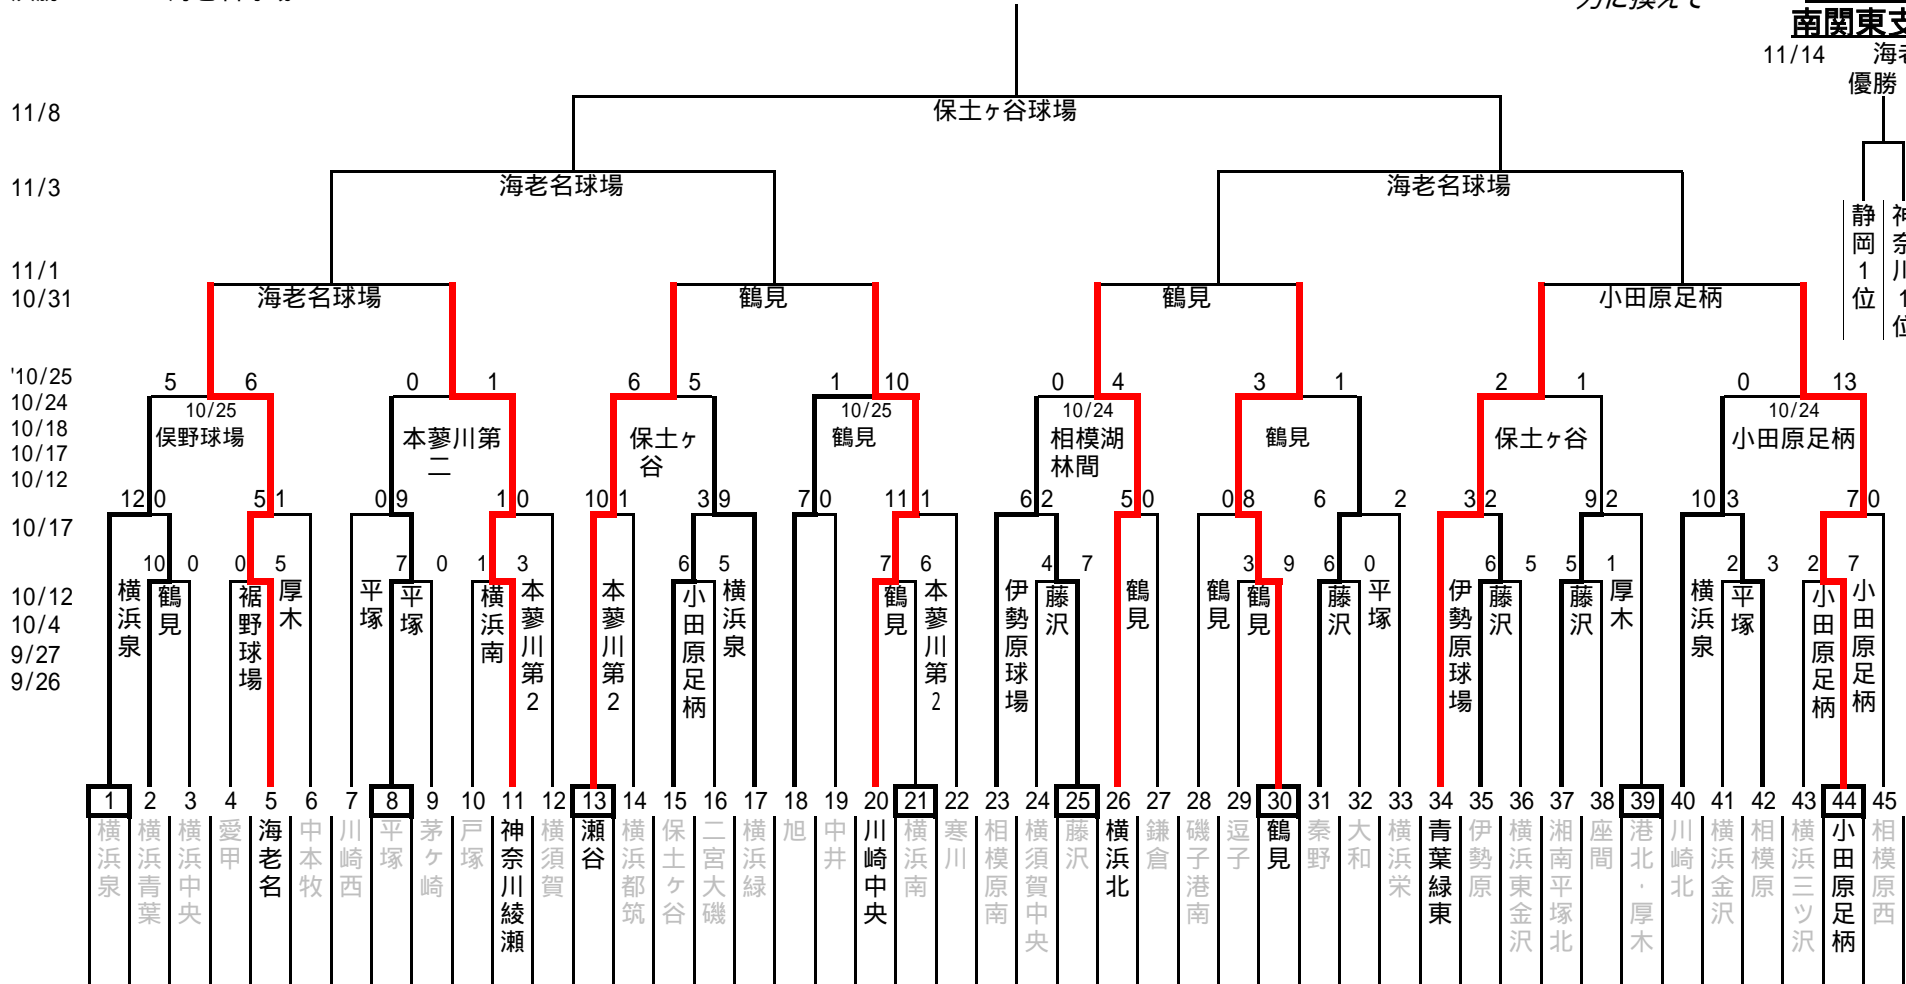 力に換えて
南関東支
11/14 海老
優勝
11/8
保土ヶ谷球場
11/3
海老名球場 海老名球場
静岡1位
神奈川1位
11/1
10/31
海老名球場 鶴見 鶴見 小田原足柄
'10/25
10/24
10/18
10/17
10/12
5 6 0 1 6 5 1 10 0 4 3 1 2 1 0 13
10/25 10/25 10/24 10/24
俣野球場
本蓼川第
二
保土ヶ
谷
鶴見
相模湖
林間
鶴見
保土ヶ谷
小田原足柄
12 0 5 1 0 9 1 0 10 1 3 9 7 0 11 1 6 2 5 0 0 8 6 2 3 2 9 2 10 3 7 0
10/17
10 0 0 5 7 0 1 3 6 5 7 6 4 7 3 9 6 0 6 5 5 1 2 3 2 7
10/12
10/4
9/27
9/26
横浜泉
鶴見
裾野球場
厚木
平塚
平塚
横浜南
本蓼川第2
本蓼川第2
小田原足柄
横浜泉
鶴見
本蓼川第2
伊勢原球場
藤沢
鶴見
鶴見
鶴見
藤沢
平塚
伊勢原球場
藤沢
藤沢
厚木
横浜泉
平塚
小田原足柄
小田原足柄
1 2 3 4 5 6 7 8 9 10 11 12 13 14 15 16 17 18 19 20 21 22 23 24 25 26 27 28 29 30 31 32 33 34 35 36 37 38 39 40 41 42 43 44 45
横浜泉
横浜青葉
横浜中央
愛甲
海老名
中本牧
川崎西
平塚
茅ヶ崎
戸塚
神奈川綾瀬
横須賀
瀬谷
横浜都筑
保土ヶ谷
二宮大磯
横浜緑
旭
中井
川崎中央
横浜南
寒川
相模原南
横須賀中央
藤沢
横浜北
鎌倉
磯子港南
逗子
鶴見
秦野
大和
横浜栄
青葉緑東
伊勢原
横浜東金沢
湘南平塚北
座間
港北・厚木
川崎北
横浜金沢
相模原
横浜三ツ沢
小田原足柄
相模原西